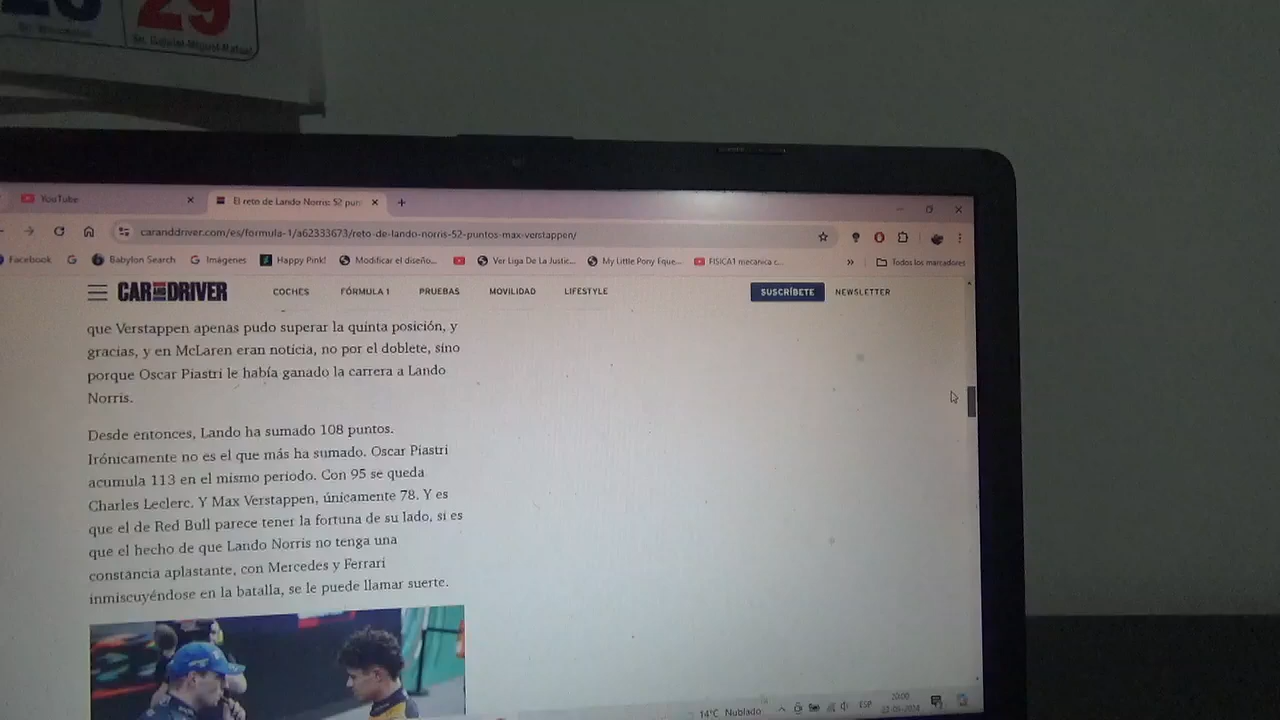 29
Sn. Gabriel-Miguel-Rafael
YouTube
El reto de Lando Norris: 52 pun
caranddriver.com/es/formula-1/a62333673/reto-de-lando-norris-52-puntos-max-verstappen/
Facebook
Babylon Search
Imágenes
Happy Pink!
Modificar el diseño...
Ver Liga De La Justic...
My Little Pony Eque...
FISICA1 mecanica c...
»
Todos los marcadores
CAR AND DRIVER
COCHES
FÓRMULA 1
PRUEBAS
MOVILIDAD
LIFESTYLE
SUSCRÍBETE
NEWSLETTER
que Verstappen apenas pudo superar la quinta posición, y
gracias, y en McLaren eran noticia, no por el doblete, sino
porque Oscar Piastri le había ganado la carrera a Lando
Norris.
Desde entonces, Lando ha sumado 108 puntos.
Irónicamente no es el que más ha sumado. Oscar Piastri
acumula 113 en el mismo periodo. Con 95 se queda
Charles Leclerc. Y Max Verstappen, únicamente 78. Y es
que el de Red Bull parece tener la fortuna de su lado, si es
que el hecho de que Lando Norris no tenga una
constancia aplastante, con Mercedes y Ferrari
inmiscuyéndose en la batalla, se le puede llamar suerte.
14°C Nublado
ESP
20:00